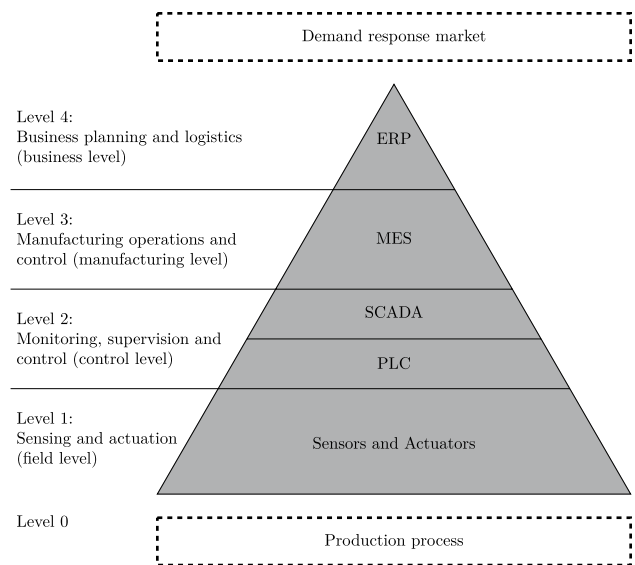 Demand response market
Level 4:
Business planning and logistics
(business level)
ERP
Level 3:
Manufacturing operations and
control (manufacturing level)
MES
Level 2:
Monitoring, supervision and
control (control level)
SCADA
PLC
Level 1:
Sensing and actuation
(field level)
Sensors and Actuators
Level 0
Production process